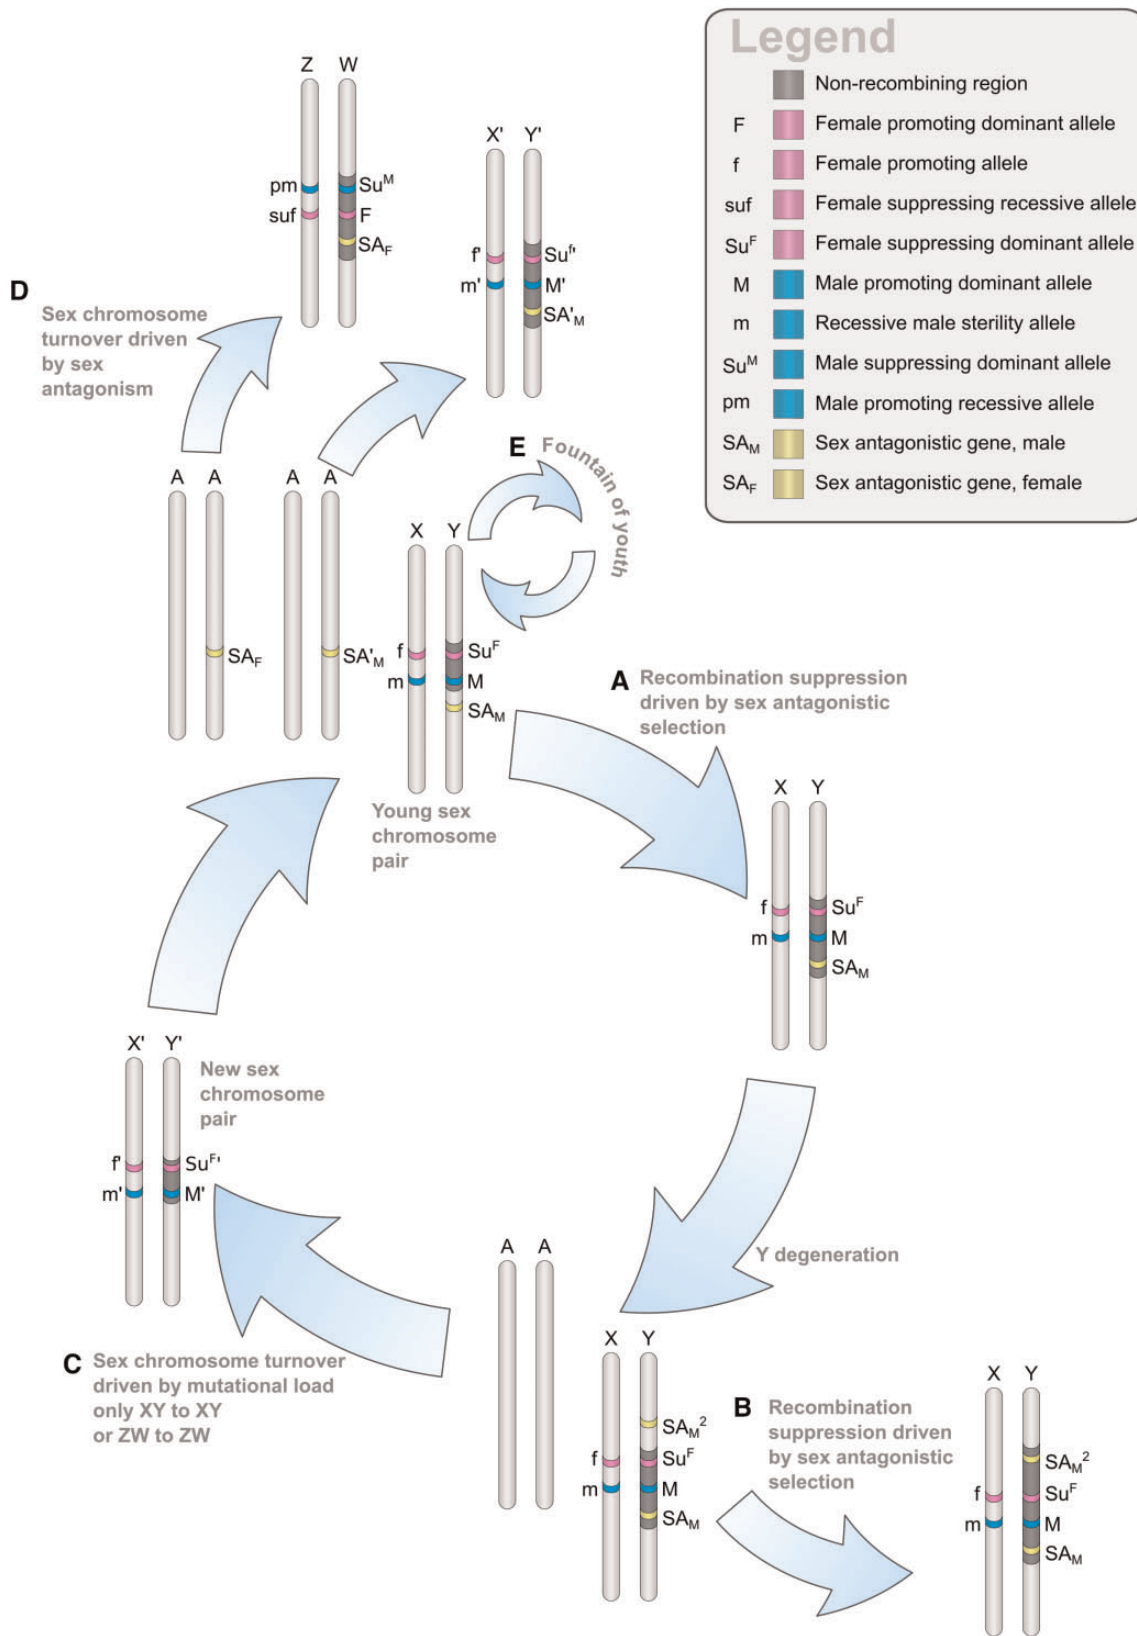 Legend
Non-recombining region
F Female promoting dominant allele
f Female promoting allele
suf Female suppressing recessive allele
Su^F Female suppressing dominant allele
M Male promoting dominant allele
m Recessive male sterility allele
Su^M Male suppressing dominant allele
pm Male promoting recessive allele
SA_M Sex antagonistic gene, male
SA_F Sex antagonistic gene, female
Z W
pm Su^M
suf F
SA_F
X' Y'
f' Su^f'
m' M'
SA'_M
D Sex chromosome
turnover driven
by sex
antagonism
A A
SA_F
A A
SA'_M
E Fountain of youth
X Y
f Su^F
m M
SA_M
Young sex
chromosome
pair
A Recombination suppression
driven by sex antagonistic
selection
X Y
f Su^F
m M
SA_M
Y degeneration
X' Y'
New sex
chromosome
pair
f' Su^F'
m' M'
A A
C Sex chromosome turnover
driven by mutational load
only XY to XY
or ZW to ZW
X Y
SA_M^2
f Su^F
m M
SA_M
B Recombination
suppression driven
by sex antagonistic
selection
X Y
SA_M^2
f Su^F
m M
SA_M